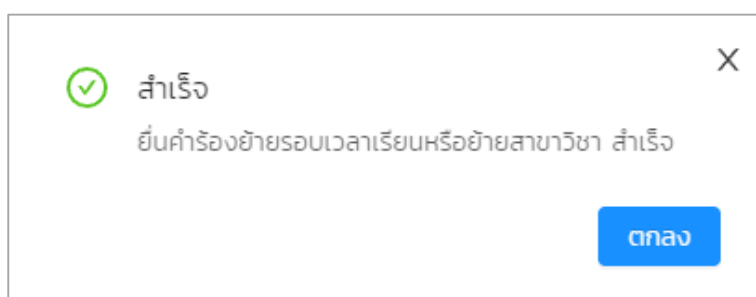 สำเร็จ
ยื่นคำร้องย้ายรอบเวลาเรียนหรือย้ายสาขาวิชา สำเร็จ
ตกลง